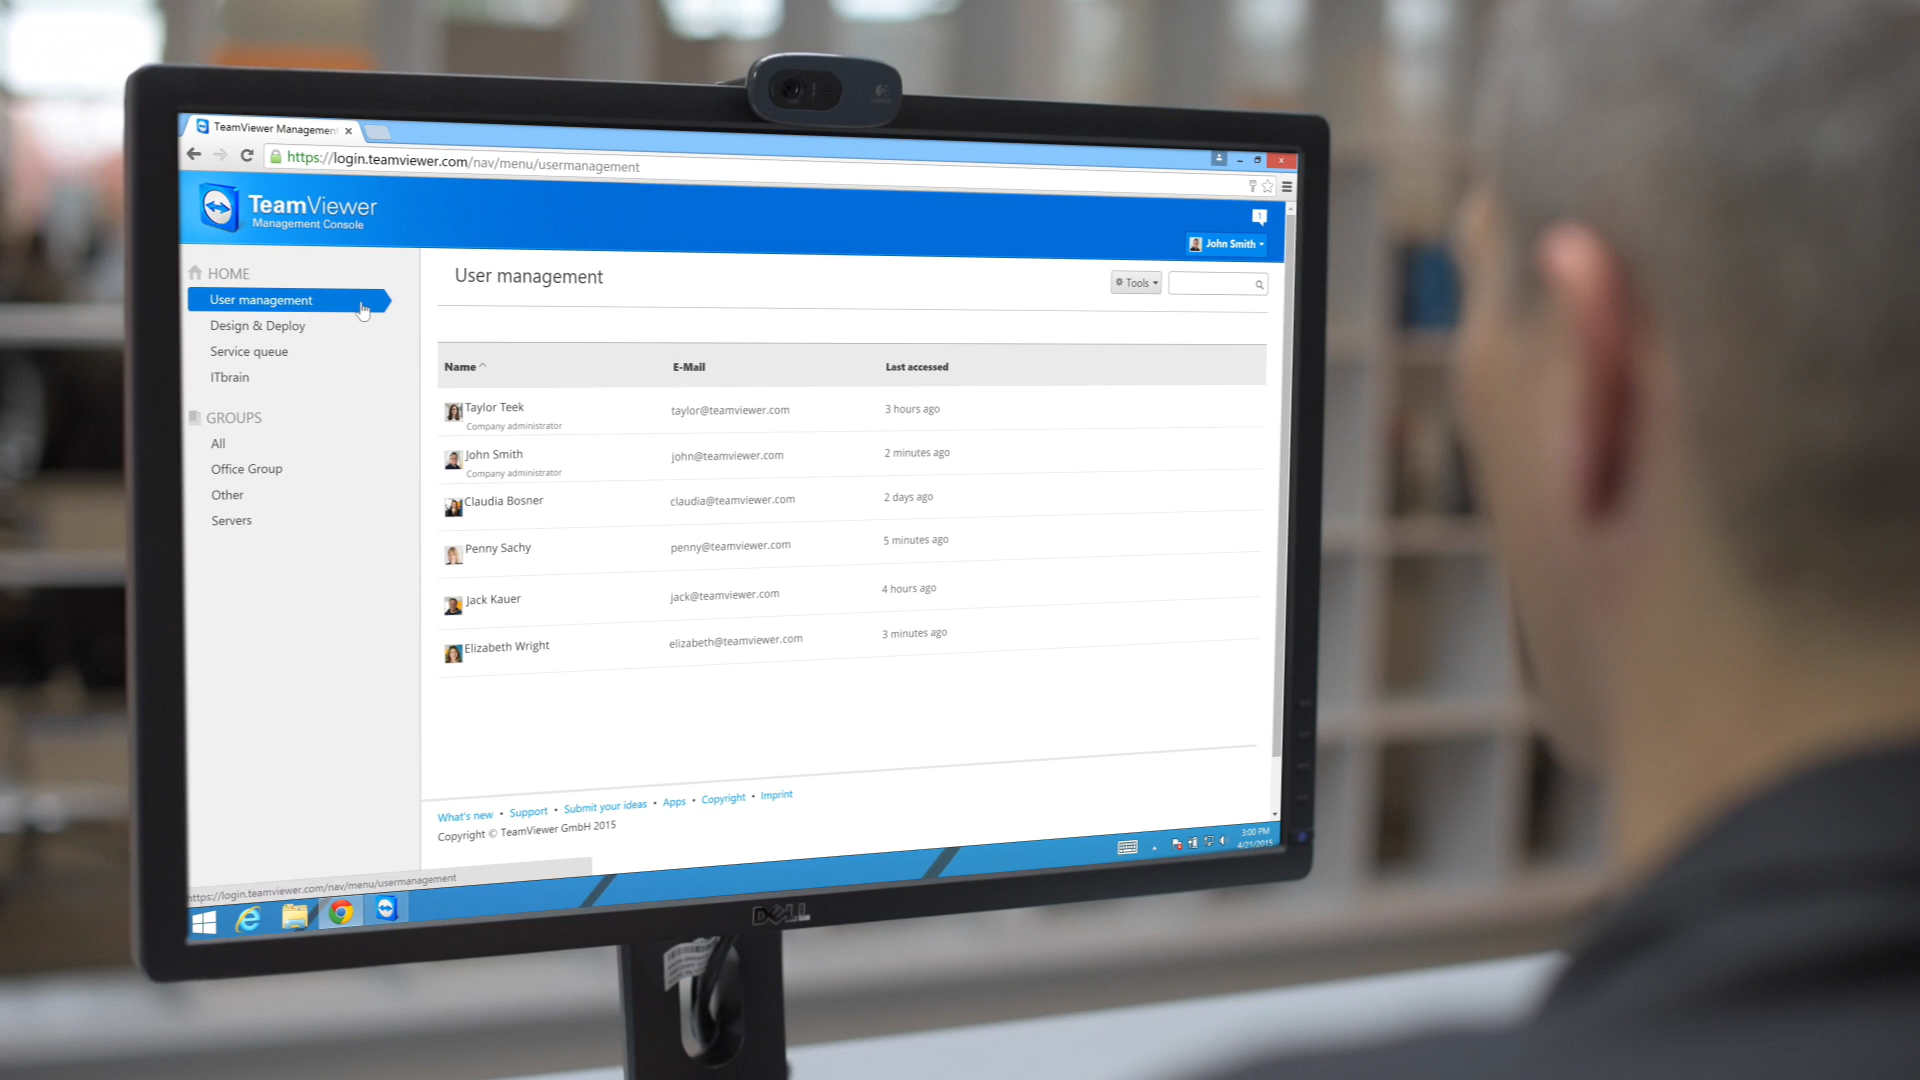 TeamViewer Management
https://login.teamviewer.com/nav/menu/usermanagement
TeamViewer
Management Console
1
John Smith
HOME
User management
Design & Deploy
Service queue
ITbrain
GROUPS
All
Office Group
Other
Servers
User management
Tools
Name E-Mail Last accessed
Taylor Teek taylor@teamviewer.com 3 hours ago
Company administrator
John Smith john@teamviewer.com 2 minutes ago
Company administrator
Claudia Bosner claudia@teamviewer.com 2 days ago
Penny Sachy penny@teamviewer.com 5 minutes ago
Jack Kauer jack@teamviewer.com 4 hours ago
Elizabeth Wright elizabeth@teamviewer.com 3 minutes ago
What's new • Support • Submit your ideas • Apps • Copyright • Imprint
Copyright © TeamViewer GmbH 2015
https://login.teamviewer.com/nav/menu/usermanagement
3:00 PM
4/21/2015
DELL